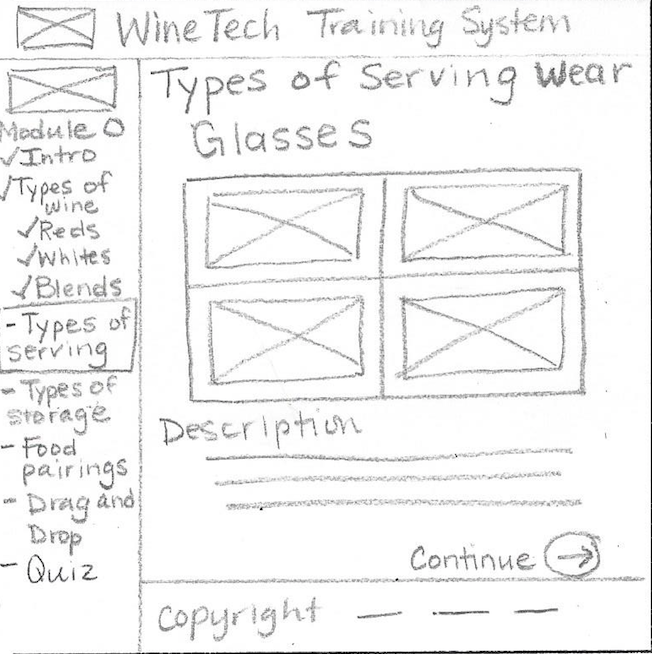 WineTech Training System
Module 0
✓Intro
✓Types of
wine
✓Reds
✓Whites
✓Blends
- Types of
serving
- Types of
storage
- Food
pairings
- Drag and
Drop
- Quiz
Types of Serving Wear
Glasses
Description
Continue →
Copyright